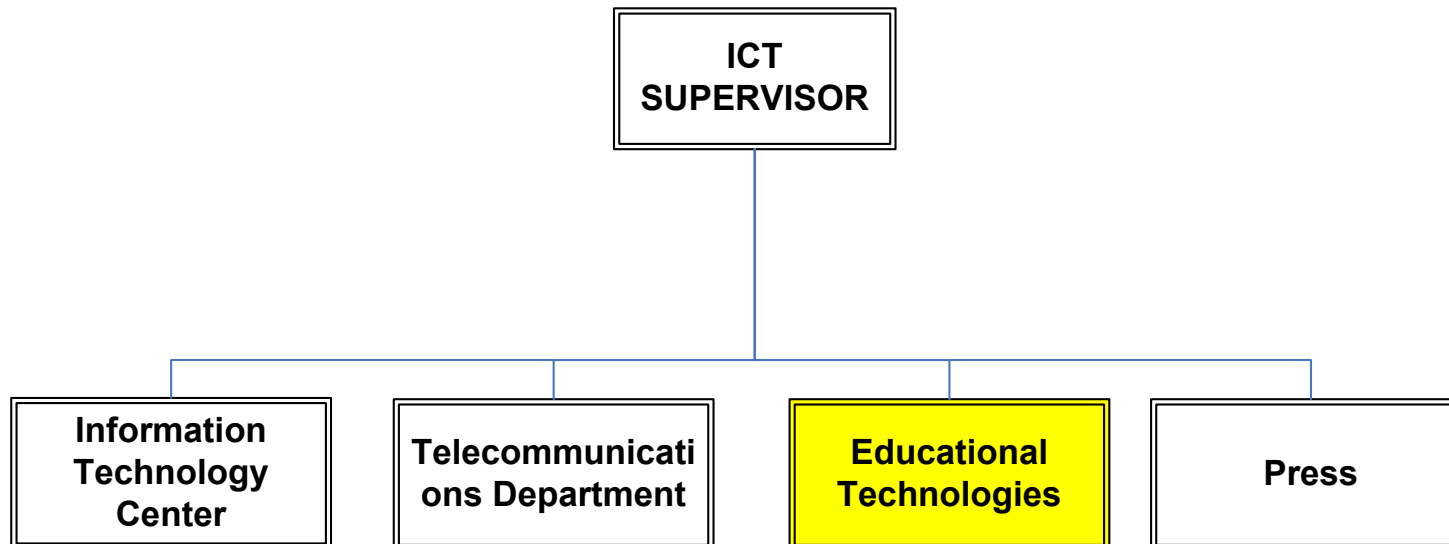 ICT
SUPERVISOR
Information
Technology
Center
Telecommunicati
ons Department
Educational
Technologies
Press